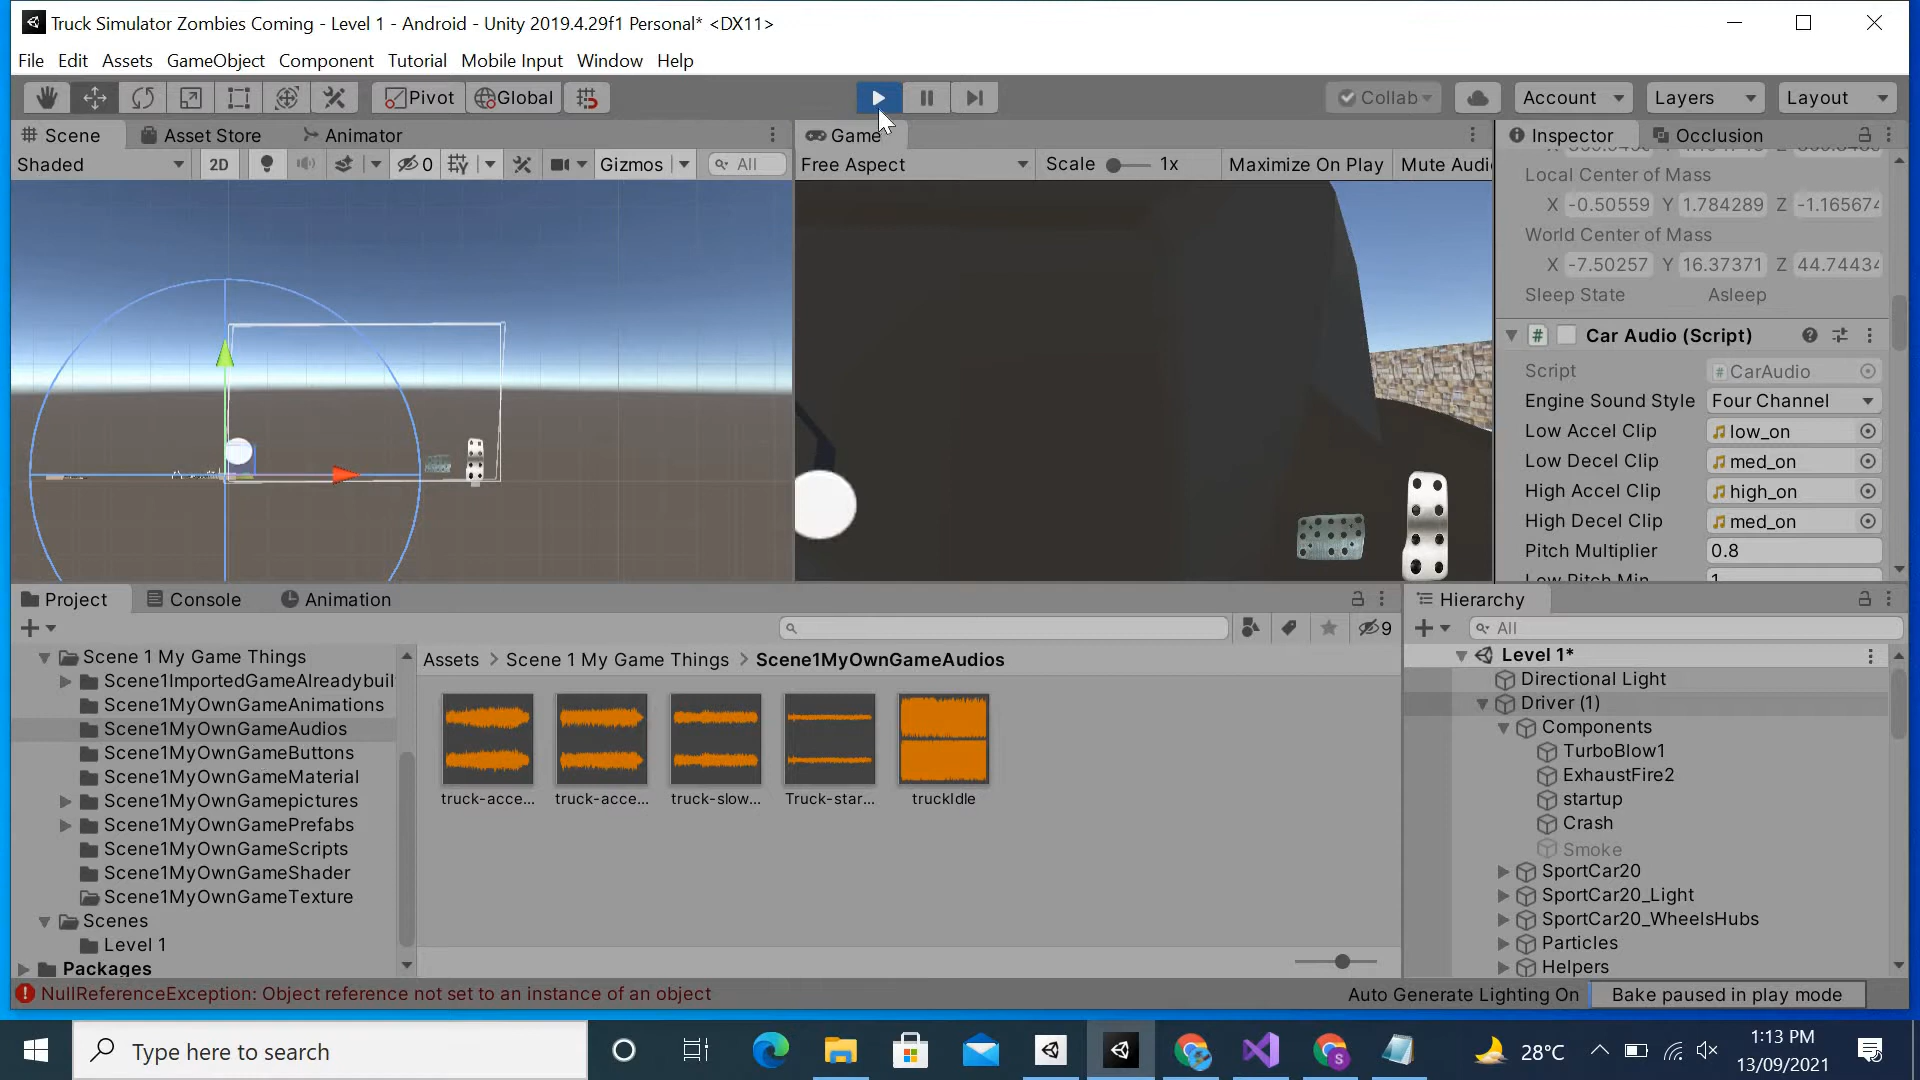 Truck Simulator Zombies Coming - Level 1 - Android - Unity 2019.4.29f1 Personal* <DX11>
File Edit Assets GameObject Component Tutorial Mobile Input Window Help
Pivot Global Collab Account Layers Layout
Scene Asset Store Animator Game Inspector Occlusion
Shaded 2D 0 Gizmos All Free Aspect Scale 1x Maximize On Play Mute Audi
Local Center of Mass
X -0.50559 Y 1.784289 Z -1.165674
World Center of Mass
X -7.50257 Y 16.37371 Z 44.74434
Sleep State Asleep
# Car Audio (Script)
Script # CarAudio
Engine Sound Style Four Channel
Low Accel Clip low_on
Low Decel Clip med_on
High Accel Clip high_on
High Decel Clip med_on
Pitch Multiplier 0.8
Low Pitch Min 1
Project Console Animation
9
Scene 1 My Game Things
Scene1ImportedGameAlreadybuil
Scene1MyOwnGameAnimations
Scene1MyOwnGameAudios
Scene1MyOwnGameButtons
Scene1MyOwnGameMaterial
Scene1MyOwnGamepictures
Scene1MyOwnGamePrefabs
Scene1MyOwnGameScripts
Scene1MyOwnGameShader
Scene1MyOwnGameTexture
Scenes
Level 1
Packages
Assets > Scene 1 My Game Things > Scene1MyOwnGameAudios
truck-acce... truck-acce... truck-slow... Truck-star... truckIdle
Hierarchy
All
Level 1*
Directional Light
Driver (1)
Components
TurboBlow1
ExhaustFire2
startup
Crash
Smoke
SportCar20
SportCar20_Light
SportCar20_WheelsHubs
Particles
Helpers
NullReferenceException: Object reference not set to an instance of an object
Auto Generate Lighting On Bake paused in play mode
Type here to search
S
28°C
1:13 PM
13/09/2021